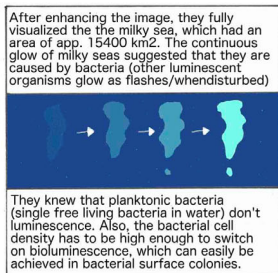 After enhancing the image, they fully
visualized the the milky sea, which had an
area of app. 15400 km2. The continuous
glow of milky seas suggested that they are
caused by bacteria (other luminescent
organisms glow as flashes/whendisturbed)
They knew that planktonic bacteria
(single free living bacteria in water) don't
luminescence. Also, the bacterial cell
density has to be high enough to switch
on bioluminescence, which can easily be
achieved in bacterial surface colonies.